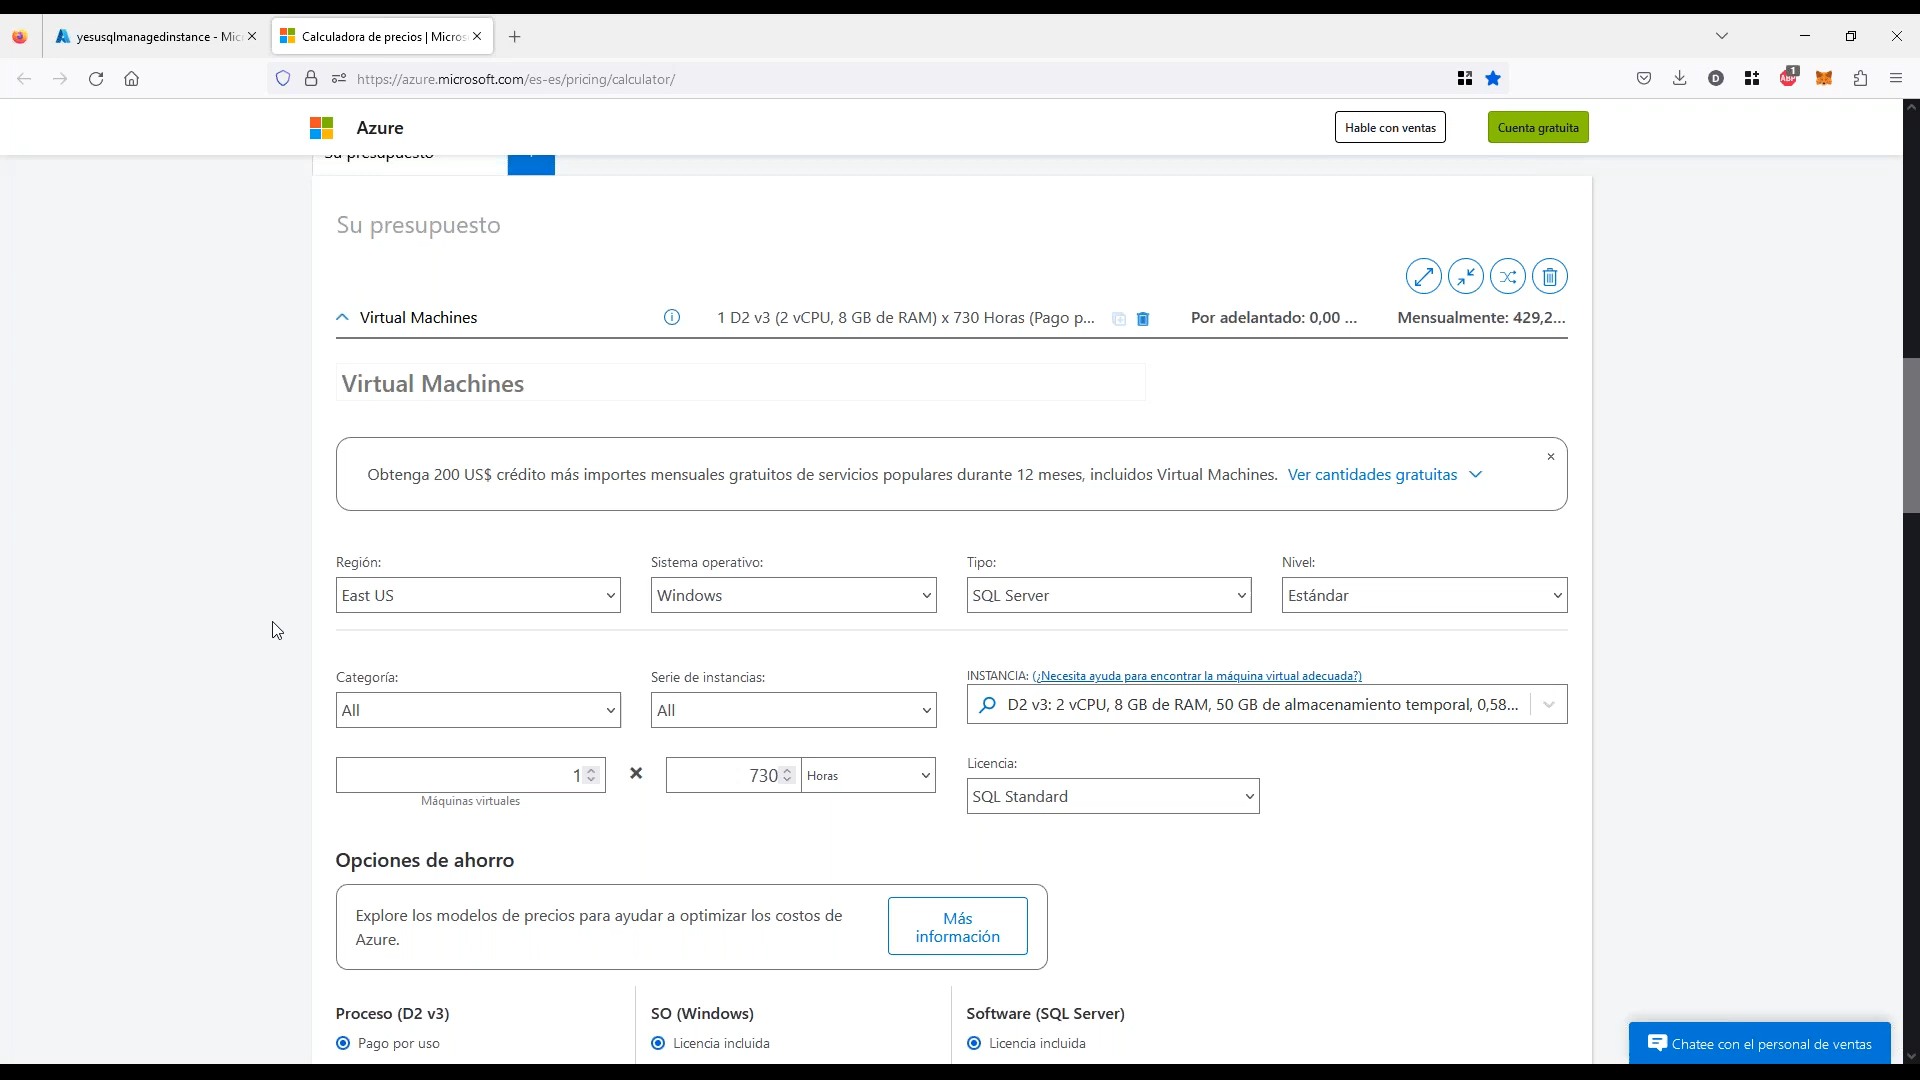 yesusqlmanagedinstance - Mic
Calculadora de precios | Micros
https://azure.microsoft.com/es-es/pricing/calculator/
D
1
ABP
Azure
Hable con ventas
Cuenta gratuita
Su presupuesto
Su presupuesto
Virtual Machines
1 D2 v3 (2 vCPU, 8 GB de RAM) x 730 Horas (Pago p...
Por adelantado: 0,00 ...
Mensualmente: 429,2...
Virtual Machines
Obtenga 200 US$ crédito más importes mensuales gratuitos de servicios populares durante 12 meses, incluidos Virtual Machines. Ver cantidades gratuitas
Región:
Sistema operativo:
Tipo:
Nivel:
East US
Windows
SQL Server
Estándar
Categoría:
Serie de instancias:
INSTANCIA: (¿Necesita ayuda para encontrar la máquina virtual adecuada?)
All
All
D2 v3: 2 vCPU, 8 GB de RAM, 50 GB de almacenamiento temporal, 0,58...
1
730
Horas
Máquinas virtuales
Licencia:
SQL Standard
Opciones de ahorro
Explore los modelos de precios para ayudar a optimizar los costos de
Azure.
Más
información
Proceso (D2 v3)
SO (Windows)
Software (SQL Server)
Pago por uso
Licencia incluida
Licencia incluida
Chatee con el personal de ventas